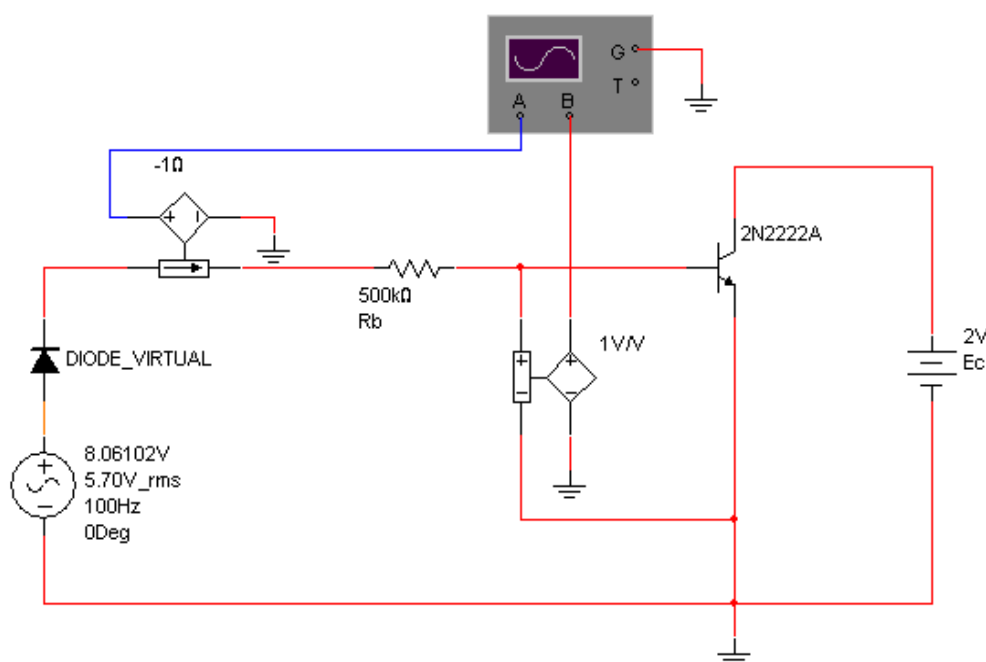 G
T
A B
-1Ω
2N2222A
500kΩ
Rb
1V/V
2V
Ec
DIODE_VIRTUAL
8.06102V
5.70V_rms
100Hz
0Deg